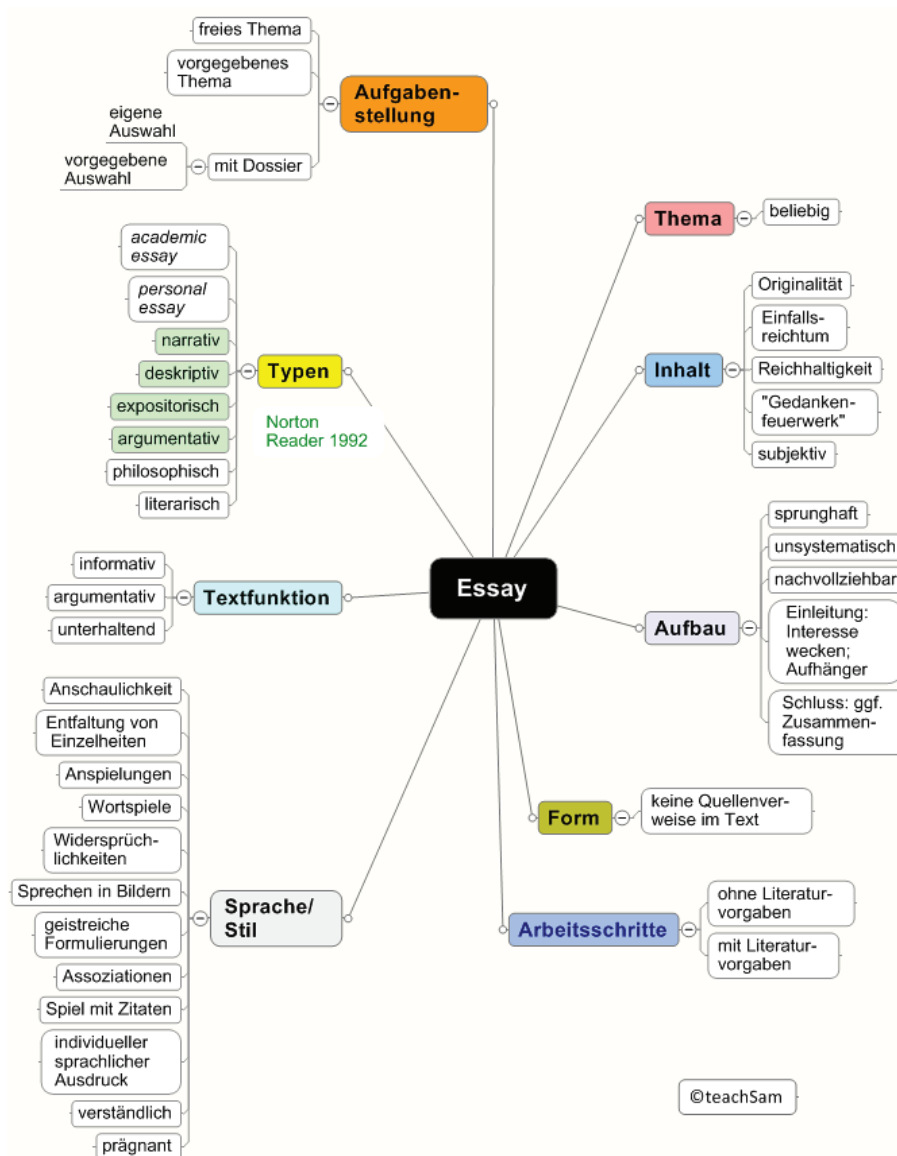 freies Thema
vorgegebenes
Thema
Aufgaben-
stellung
eigene
Auswahl
vorgegebene
Auswahl
mit Dossier
Thema
beliebig
academic
essay
personal
essay
narrativ
deskriptiv
expositorisch
argumentativ
philosophisch
literarisch
Typen
Norton
Reader 1992
Inhalt
Originalität
Einfalls-
reichtum
Reichhaltigkeit
"Gedanken-
feuerwerk"
subjektiv
Essay
informativ
argumentativ
unterhaltend
Textfunktion
Aufbau
sprunghaft
unsystematisch
nachvollziehbar
Einleitung:
Interesse
wecken;
Aufhänger
Schluss: ggf.
Zusammen-
fassung
Anschaulichkeit
Entfaltung von
Einzelheiten
Anspielungen
Wortspiele
Widersprüch-
lichkeiten
Sprechen in Bildern
geistreiche
Formulierungen
Assoziationen
Spiel mit Zitaten
individueller
sprachlicher
Ausdruck
verständlich
prägnant
Sprache/
Stil
Form
keine Quellenver-
weise im Text
Arbeitsschritte
ohne Literatur-
vorgaben
mit Literatur-
vorgaben
©teachSam